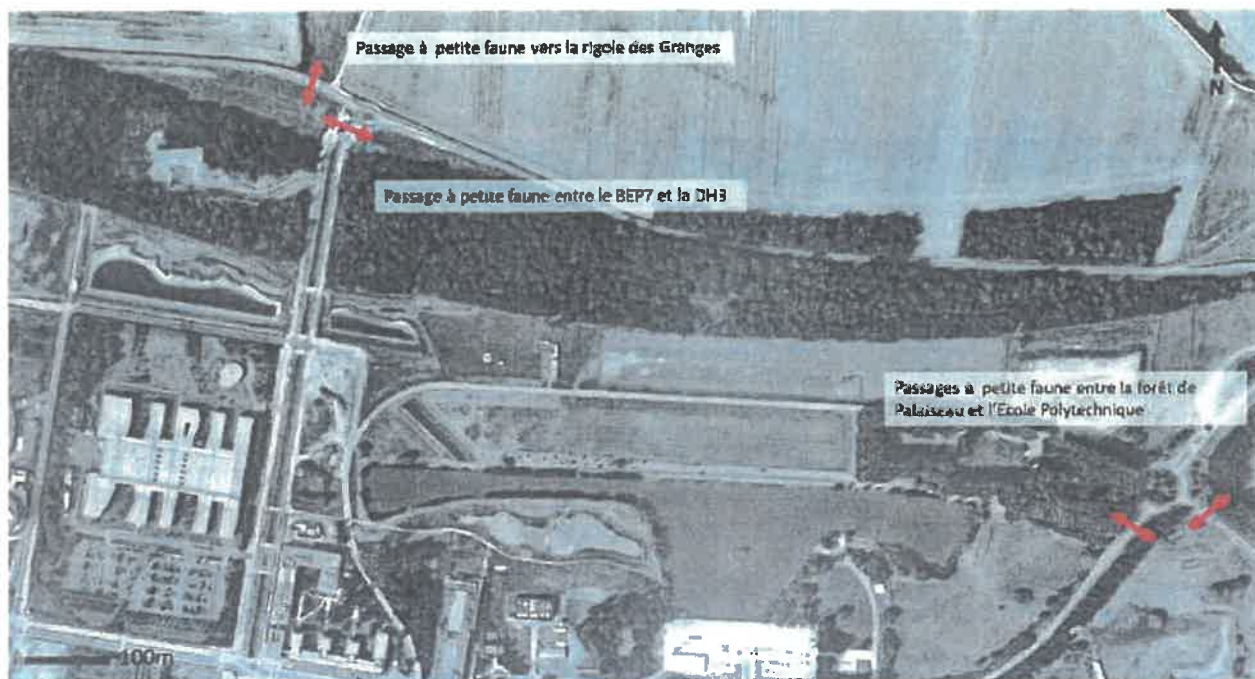 Passage à petite faune vers la rigole des Granges
N
Passage à petite faune entre le BEP7 et la DH3
Passages à petite faune entre la forêt de
Palaiseau et l'Ecole Polytechnique
100m